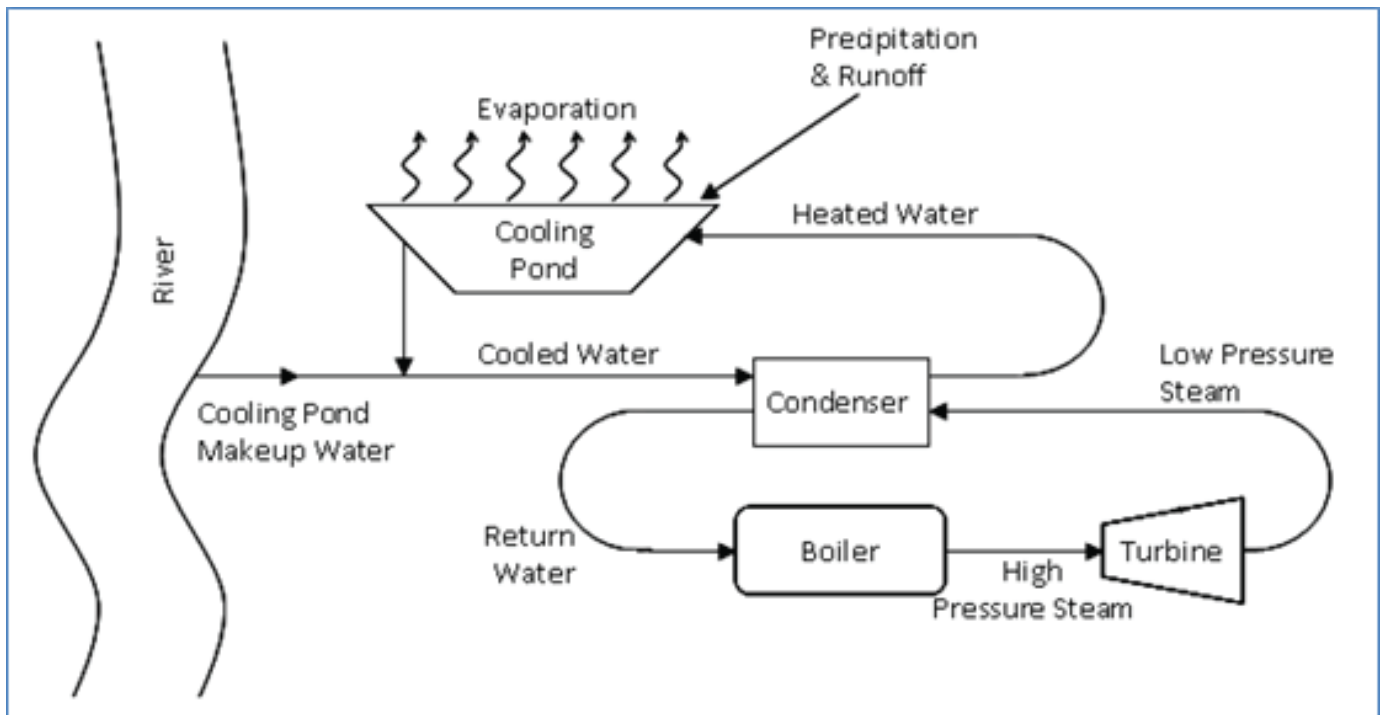 Precipitation
& Runoff
Evaporation
Heated Water
Cooling
Pond
River
Cooled Water
Low Pressure
Steam
Condenser
Cooling Pond
Makeup Water
Return
Water
Boiler
Turbine
High
Pressure Steam